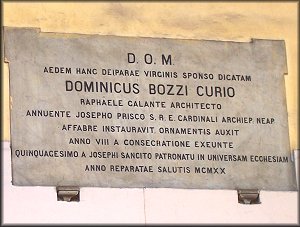 D. O. M.
AEDEM HANC DEIPARAE VIRGINIS SPONSO DICATAM
DOMINICUS BOZZI CURIO
RAPHAELE GALANTE ARCHITECTO
ANNUENTE JOSEPHO PRISCO S. R. E. CARDINALI ARCHIEP. NEAP.
AFFABRE INSTAURAVIT. ORNAMENTIS AUXIT
ANNO VIII A CONSECRATIONE EXEUNTE
QUINQUAGESIMO A JOSEPHI SANCITO PATRONATU IN UNIVERSAM ECCHESIAM
ANNO REPARATAE SALUTIS MCMXX